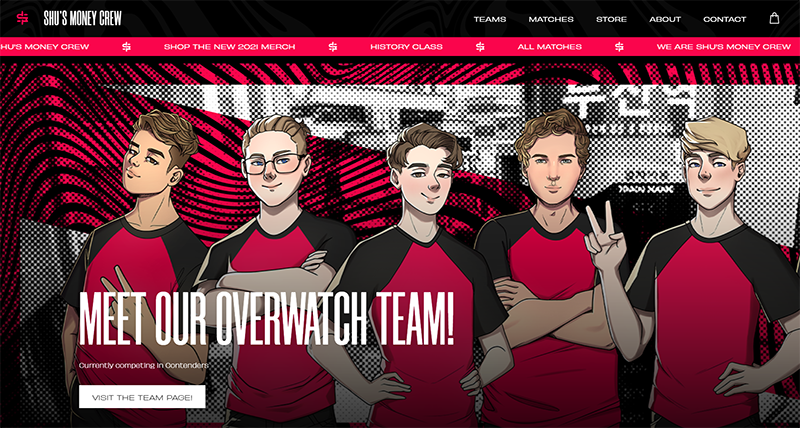 SHU'S MONEY CREW
TEAMS MATCHES STORE ABOUT CONTACT
HU'S MONEY CREW SHOP THE NEW 2021 MERCH HISTORY CLASS ALL MATCHES WE ARE SHU'S MONEY CREW
MEET OUR OVERWATCH TEAM!
Currently competing in Contenders
VISIT THE TEAM PAGE!